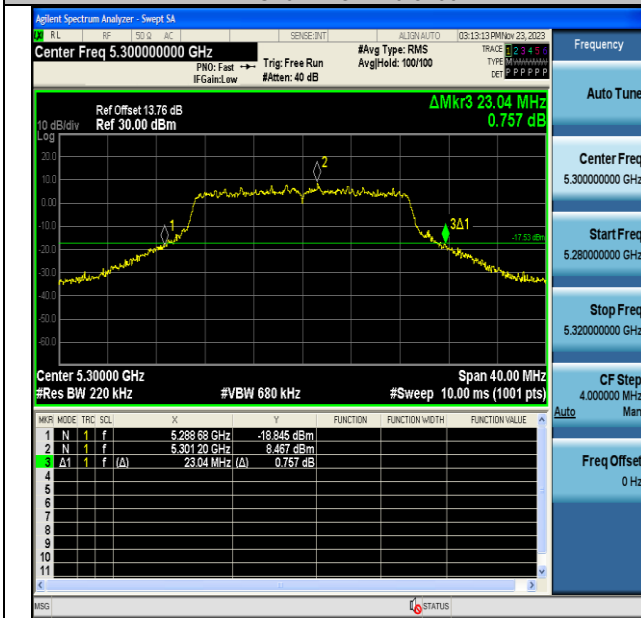 Agilent Spectrum Analyzer - Swept SA
RL RF 50 Ω AC SENSE:INT ALIGN AUTO 03:13:13 PM Nov 23, 2023
Center Freq 5.300000000 GHz
PNO: Fast
IFGain:Low
Trig: Free Run
#Atten: 40 dB
#Avg Type: RMS
Avg|Hold: 100/100
TRACE 1 2 3 4 5 6
TYPE M
DET P P P P P P
Ref Offset 13.76 dB
Ref 30.00 dBm
10 dB/div
Log
ΔMkr3 23.04 MHz
0.757 dB
20.0
10.0
0.00
-10.0
-20.0
-30.0
-40.0
-50.0
-60.0
1
2
3Δ1
-17.53 dBm
Center 5.30000 GHz
#Res BW 220 kHz
#VBW 680 kHz
Span 40.00 MHz
#Sweep 10.00 ms (1001 pts)
MKR MODE TRC SCL X Y FUNCTION FUNCTION WIDTH FUNCTION VALUE
1 N 1 f 5.288 68 GHz -18.845 dBm
2 N 1 f 5.301 20 GHz 8.467 dBm
3 Δ1 1 f (Δ) 23.04 MHz (Δ) 0.757 dB
4
5
6
7
8
9
10
11
MSG STATUS
Frequency
Auto Tune
Center Freq
5.300000000 GHz
Start Freq
5.280000000 GHz
Stop Freq
5.320000000 GHz
CF Step
4.000000 MHz
Auto Man
Freq Offset
0 Hz